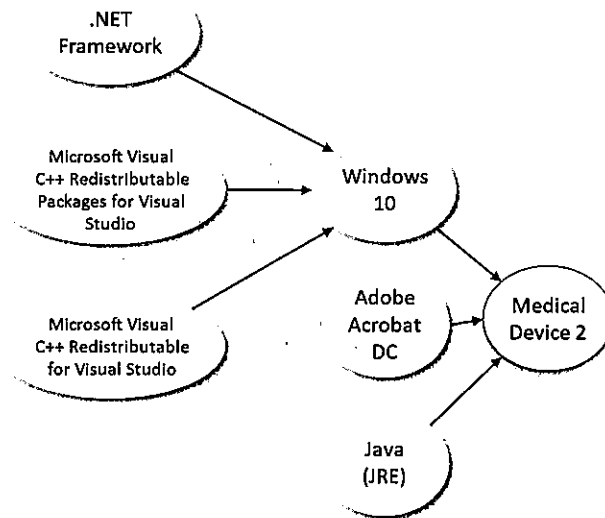 .NET
Framework
Microsoft Visual
C++ Redistributable
Packages for Visual
Studio
Windows
10
Microsoft Visual
C++ Redistributable
for Visual Studio
Adobe
Acrobat
DC
Medical
Device 2
Java
(JRE)